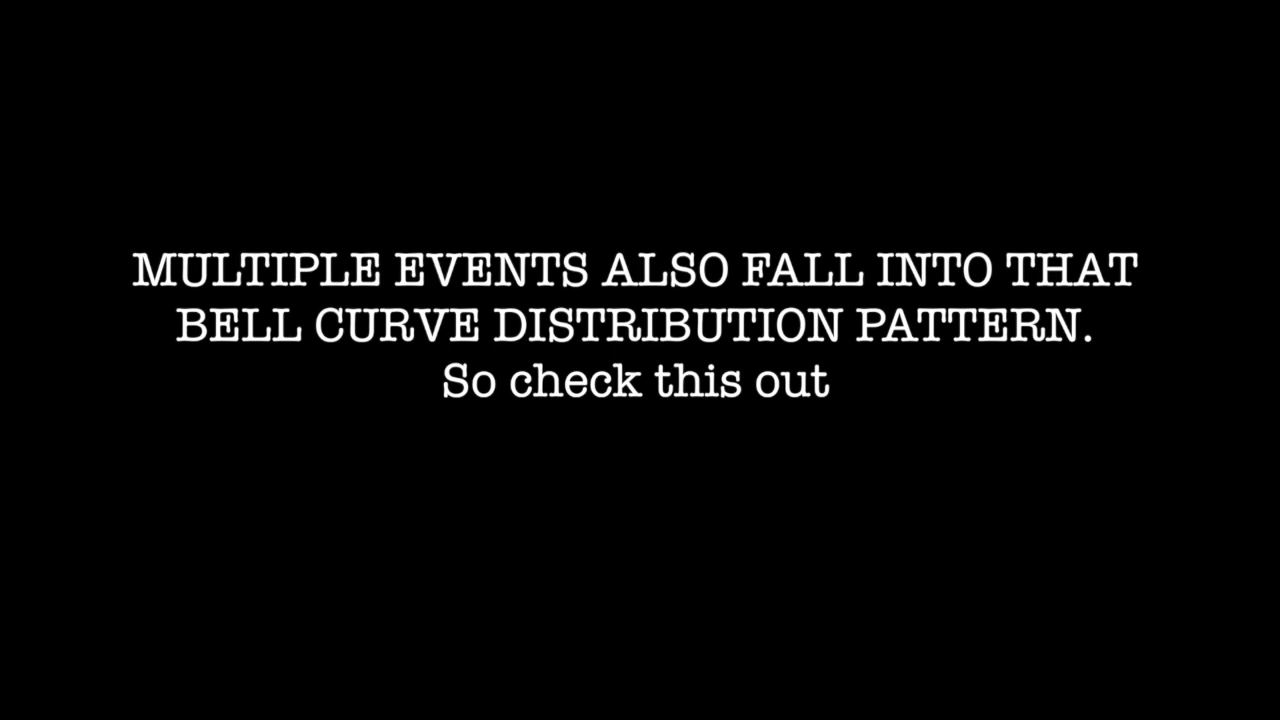 MULTIPLE EVENTS ALSO FALL INTO THAT
BELL CURVE DISTRIBUTION PATTERN.
So check this out